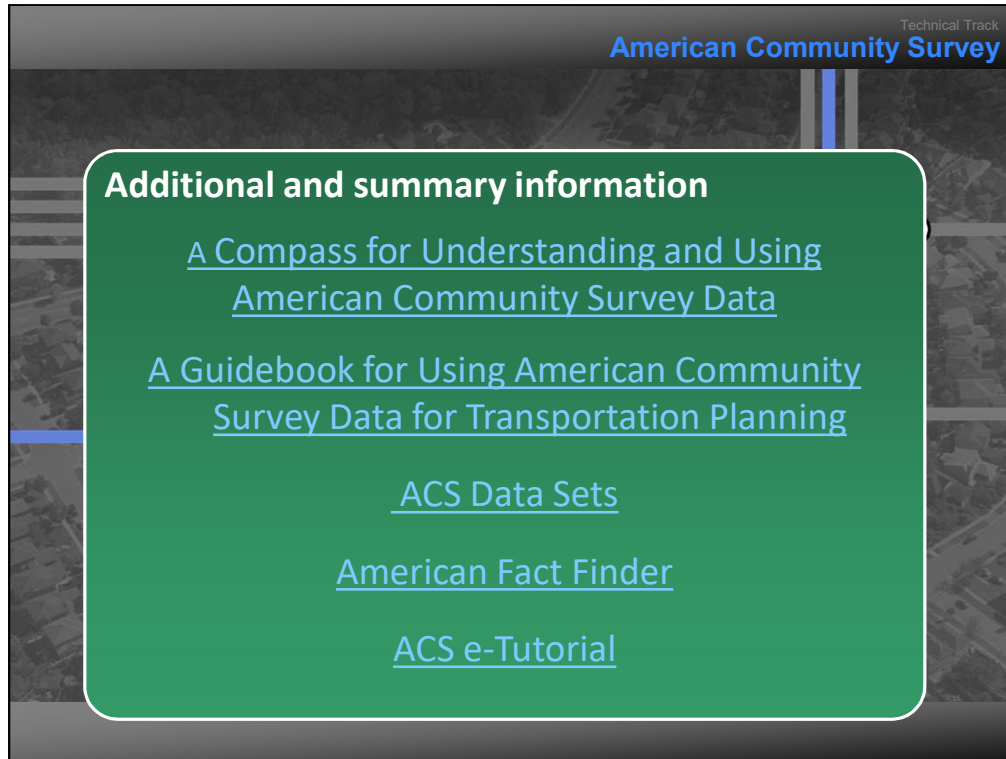 Technical Track
American Community Survey
Additional and summary information
A Compass for Understanding and Using
American Community Survey Data
A Guidebook for Using American Community
Survey Data for Transportation Planning
ACS Data Sets
American Fact Finder
ACS e-Tutorial